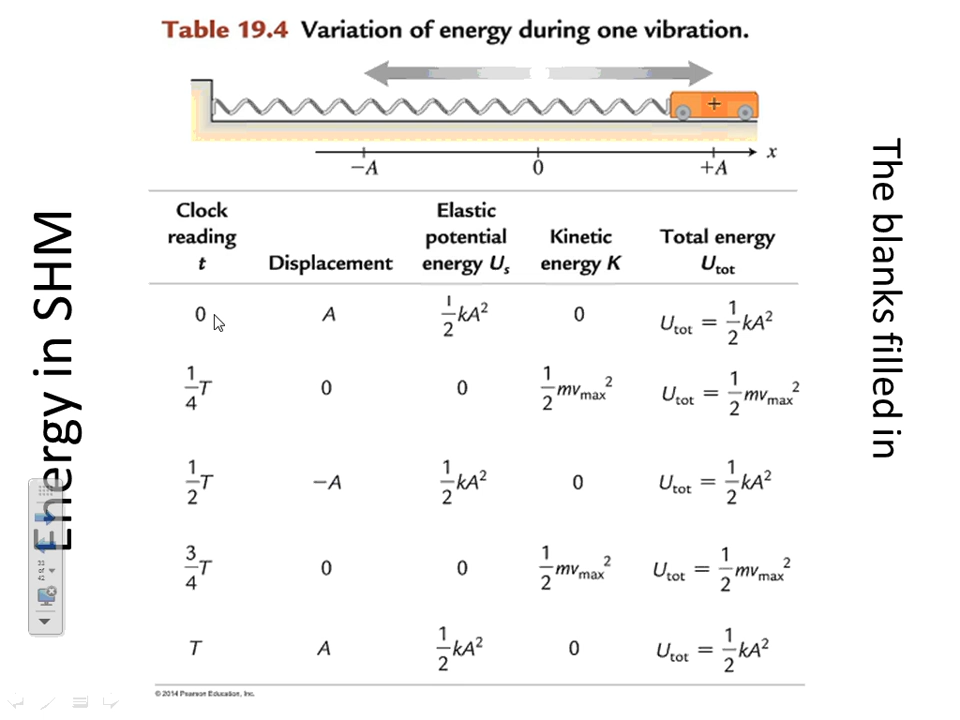 Table 19.4 Variation of energy during one vibration.
+
−A 0 +A x
Energy in SHM
The blanks filled in
Clock reading t Displacement Elastic potential energy Us Kinetic energy K Total energy Utot
0 A 1/2 kA² 0 Utot = 1/2 kA²
1/4 T 0 0 1/2 mvmax² Utot = 1/2 mvmax²
1/2 T −A 1/2 kA² 0 Utot = 1/2 kA²
3/4 T 0 0 1/2 mvmax² Utot = 1/2 mvmax²
T A 1/2 kA² 0 Utot = 1/2 kA²
© 2014 Pearson Education, Inc.